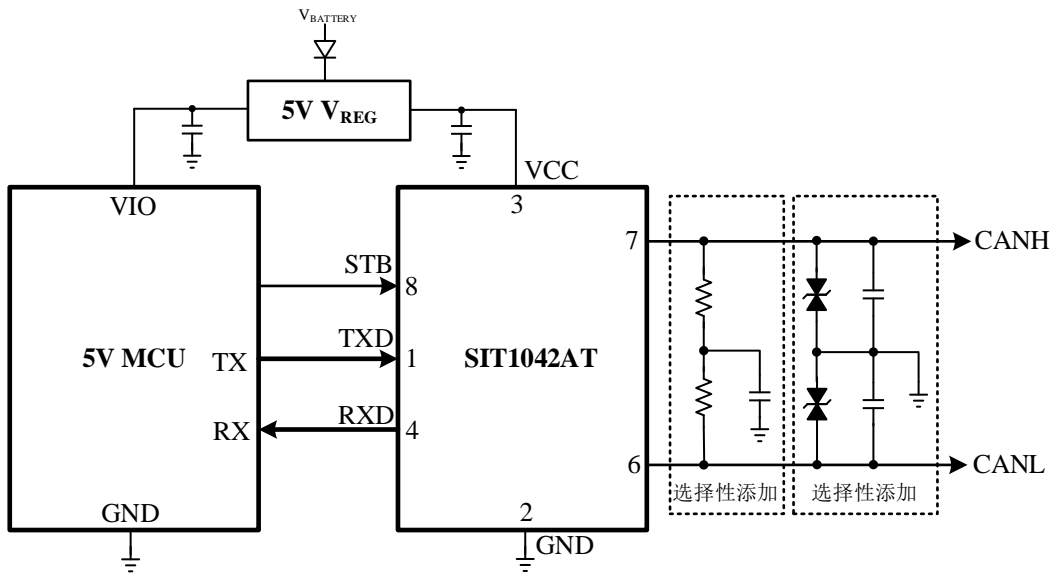 VBATTERY
5V VREG
VCC
VIO
3
7
CANH
STB
8
TXD
5V MCU
TX
1
SIT1042AT
RXD
RX
4
6
CANL
选择性添加
选择性添加
GND
2
GND